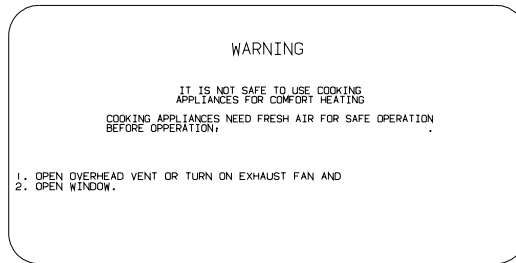 WARNING
IT IS NOT SAFE TO USE COOKING
APPLIANCES FOR COMFORT HEATING
COOKING APPLIANCES NEED FRESH AIR FOR SAFE OPERATION
BEFORE OPPERATION, .
1. OPEN OVERHEAD VENT OR TURN ON EXHAUST FAN AND
2. OPEN WINDOW.